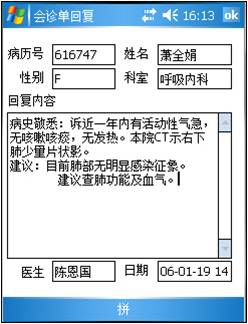 会诊单回复 16:13 ok
病历号 616747 姓名 萧全娟
性别 F 科室 呼吸内科
回复内容
病史敬悉：诉近一年内有活动性气急，
无咳嗽咳痰，无发热。本院CT示右下
肺少量片状影。
建议：目前肺部无明显感染征象。
建议查肺功能及血气。
医生 陈恩国 日期 06-01-19 14
拼